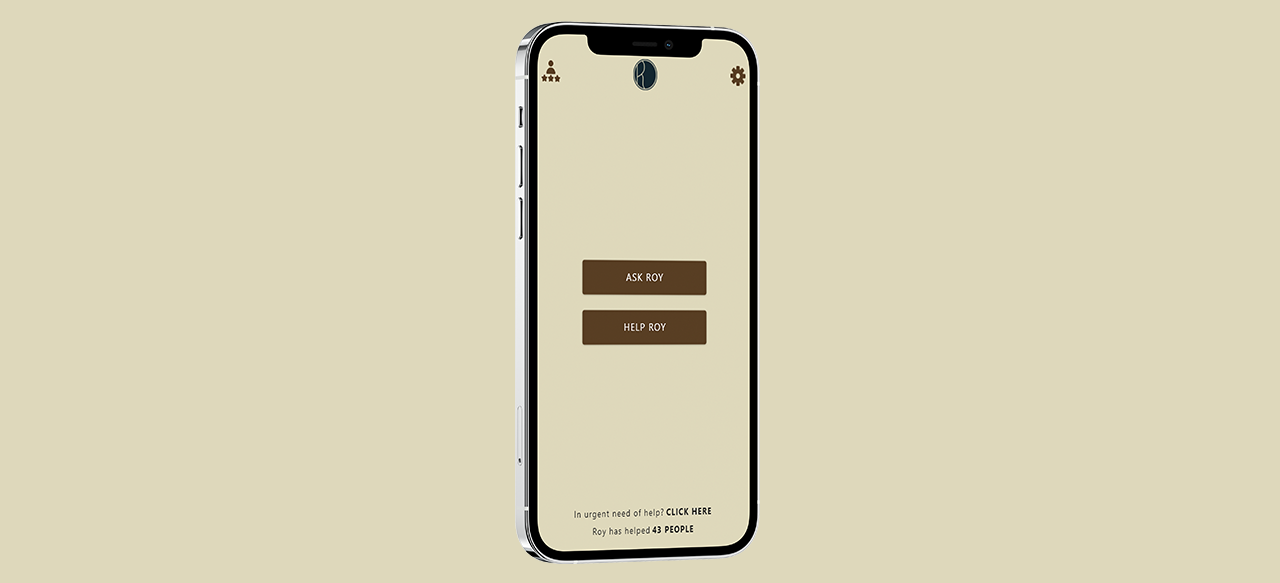 R
ASK ROY
HELP ROY
In urgent need of help? CLICK HERE
Roy has helped 43 PEOPLE